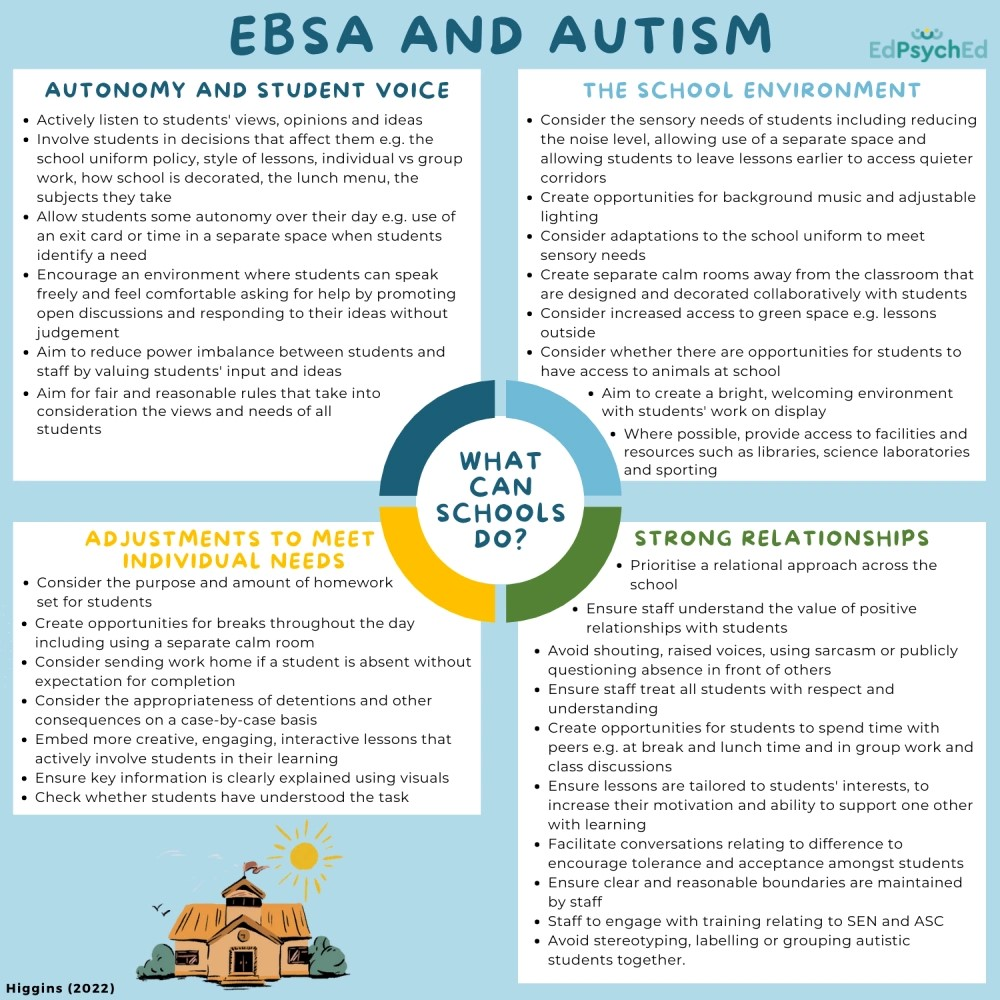 EBSA AND AUTISM
EdPsychEd
AUTONOMY AND STUDENT VOICE
• Actively listen to students' views, opinions and ideas
• Involve students in decisions that affect them e.g. the
school uniform policy, style of lessons, individual vs group
work, how school is decorated, the lunch menu, the
subjects they take
• Allow students some autonomy over their day e.g. use of
an exit card or time in a separate space when students
identify a need
• Encourage an environment where students can speak
freely and feel comfortable asking for help by promoting
open discussions and responding to their ideas without
judgement
• Aim to reduce power imbalance between students and
staff by valuing students' input and ideas
• Aim for fair and reasonable rules that take into
consideration the views and needs of all
students
THE SCHOOL ENVIRONMENT
• Consider the sensory needs of students including reducing
the noise level, allowing use of a separate space and
allowing students to leave lessons earlier to access quieter
corridors
• Create opportunities for background music and adjustable
lighting
• Consider adaptations to the school uniform to meet
sensory needs
• Create separate calm rooms away from the classroom that
are designed and decorated collaboratively with students
• Consider increased access to green space e.g. lessons
outside
• Consider whether there are opportunities for students to
have access to animals at school
• Aim to create a bright, welcoming environment
with students' work on display
• Where possible, provide access to facilities and
resources such as libraries, science laboratories
and sporting
WHAT
CAN
SCHOOLS
DO?
ADJUSTMENTS TO MEET
INDIVIDUAL NEEDS
• Consider the purpose and amount of homework
set for students
• Create opportunities for breaks throughout the day
including using a separate calm room
• Consider sending work home if a student is absent without
expectation for completion
• Consider the appropriateness of detentions and other
consequences on a case-by-case basis
• Embed more creative, engaging, interactive lessons that
actively involve students in their learning
• Ensure key information is clearly explained using visuals
• Check whether students have understood the task
STRONG RELATIONSHIPS
• Prioritise a relational approach across the
school
• Ensure staff understand the value of positive
relationships with students
• Avoid shouting, raised voices, using sarcasm or publicly
questioning absence in front of others
• Ensure staff treat all students with respect and
understanding
• Create opportunities for students to spend time with
peers e.g. at break and lunch time and in group work and
class discussions
• Ensure lessons are tailored to students' interests, to
increase their motivation and ability to support one other
with learning
• Facilitate conversations relating to difference to
encourage tolerance and acceptance amongst students
• Ensure clear and reasonable boundaries are maintained
by staff
• Staff to engage with training relating to SEN and ASC
• Avoid stereotyping, labelling or grouping autistic
students together.
Higgins (2022)